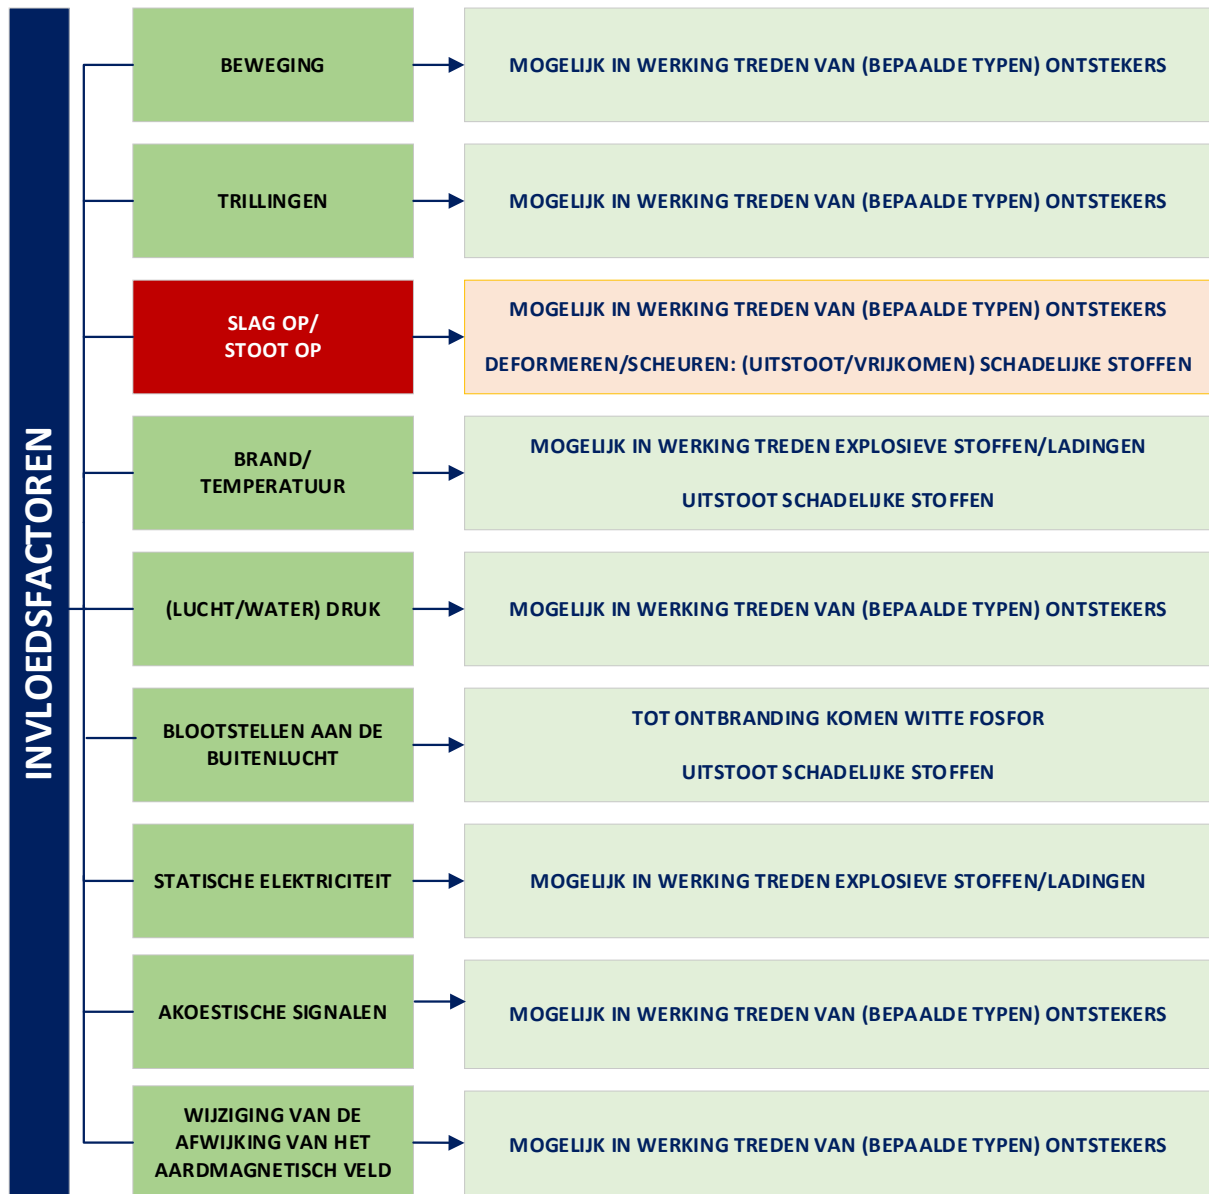 INVLOEDSFACTOREN
BEWEGING
MOGELIJK IN WERKING TREDEN VAN (BEPAALDE TYPEN) ONTSTEKERS
TRILLINGEN
MOGELIJK IN WERKING TREDEN VAN (BEPAALDE TYPEN) ONTSTEKERS
SLAG OP/
STOOT OP
MOGELIJK IN WERKING TREDEN VAN (BEPAALDE TYPEN) ONTSTEKERS
DEFORMEREN/SCHEUREN: (UITSTOOT/VRIJKOMEN) SCHADELIJKE STOFFEN
BRAND/
TEMPERATUUR
MOGELIJK IN WERKING TREDEN EXPLOSIEVE STOFFEN/LADINGEN
UITSTOOT SCHADELIJKE STOFFEN
(LUCHT/WATER) DRUK
MOGELIJK IN WERKING TREDEN VAN (BEPAALDE TYPEN) ONTSTEKERS
BLOOTSTELLEN AAN DE
BUITENLUCHT
TOT ONTBRANDING KOMEN WITTE FOSFOR
UITSTOOT SCHADELIJKE STOFFEN
STATISCHE ELEKTRICITEIT
MOGELIJK IN WERKING TREDEN EXPLOSIEVE STOFFEN/LADINGEN
AKOESTISCHE SIGNALEN
MOGELIJK IN WERKING TREDEN VAN (BEPAALDE TYPEN) ONTSTEKERS
WIJZIGING VAN DE
AFWIJKING VAN HET
AARDMAGNETISCH VELD
MOGELIJK IN WERKING TREDEN VAN (BEPAALDE TYPEN) ONTSTEKERS